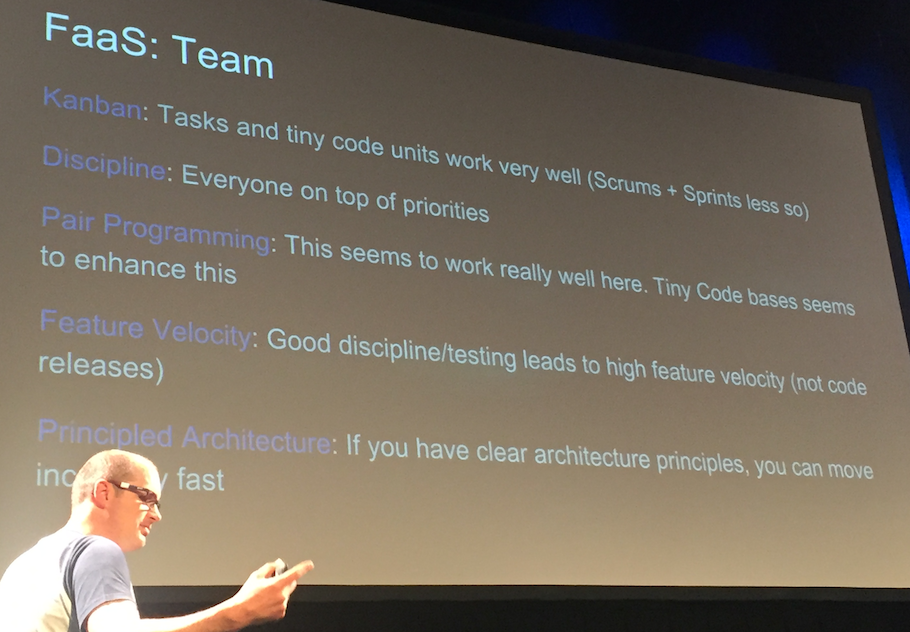 FaaS: Team
Kanban: Tasks and tiny code units work very well (Scrums + Sprints less so)
Discipline: Everyone on top of priorities
Pair Programming: This seems to work really well here. Tiny Code bases seems
to enhance this
Feature Velocity: Good discipline/testing leads to high feature velocity (not code
releases)
Principled Architecture: If you have clear architecture principles, you can move
fast